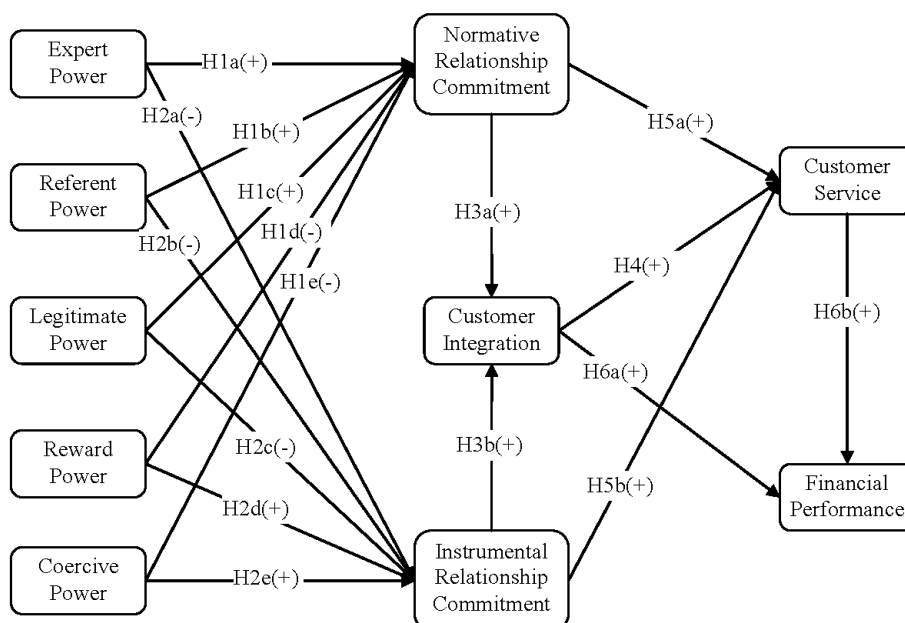 Expert
Power
H1a(+)
Normative
Relationship
Commitment
H2a(-)
H1b(+)
H5a(+)
Referent
Power
H1c(+)
H3a(+)
Customer
Service
H2b(-)
H1d(-)
H1e(-)
H4(+)
Legitimate
Power
Customer
Integration
H6b(+)
H6a(+)
Reward
Power
H2c(-)
H3b(+)
H2d(+)
H5b(+)
Financial
Performance
Coercive
Power
H2e(+)
Instrumental
Relationship
Commitment